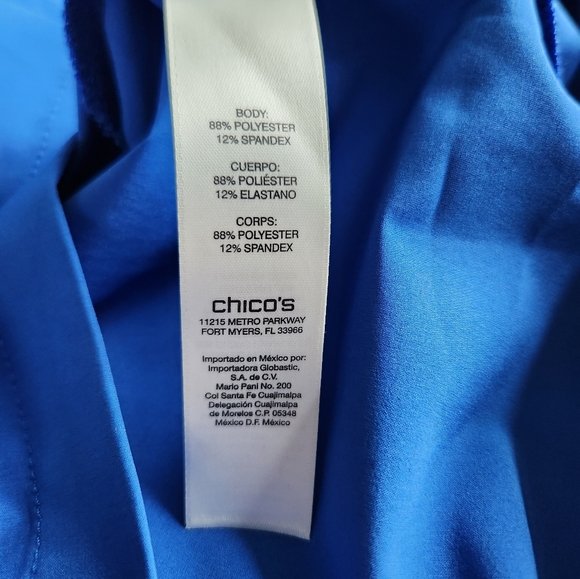 BODY:
88% POLYESTER
12% SPANDEX
CUERPO:
88% POLIÉSTER
12% ELASTANO
CORPS:
88% POLYESTER
12% SPANDEX
chico's
11215 METRO PARKWAY
FORT MYERS, FL 33966
Importado en México por:
Importadora Globastic,
S.A. de C.V.
Mario Pani No. 200
Col Santa Fe Cuajimalpa
Delegación Cuajimalpa
de Morelos C.P. 05348
México D.F. México